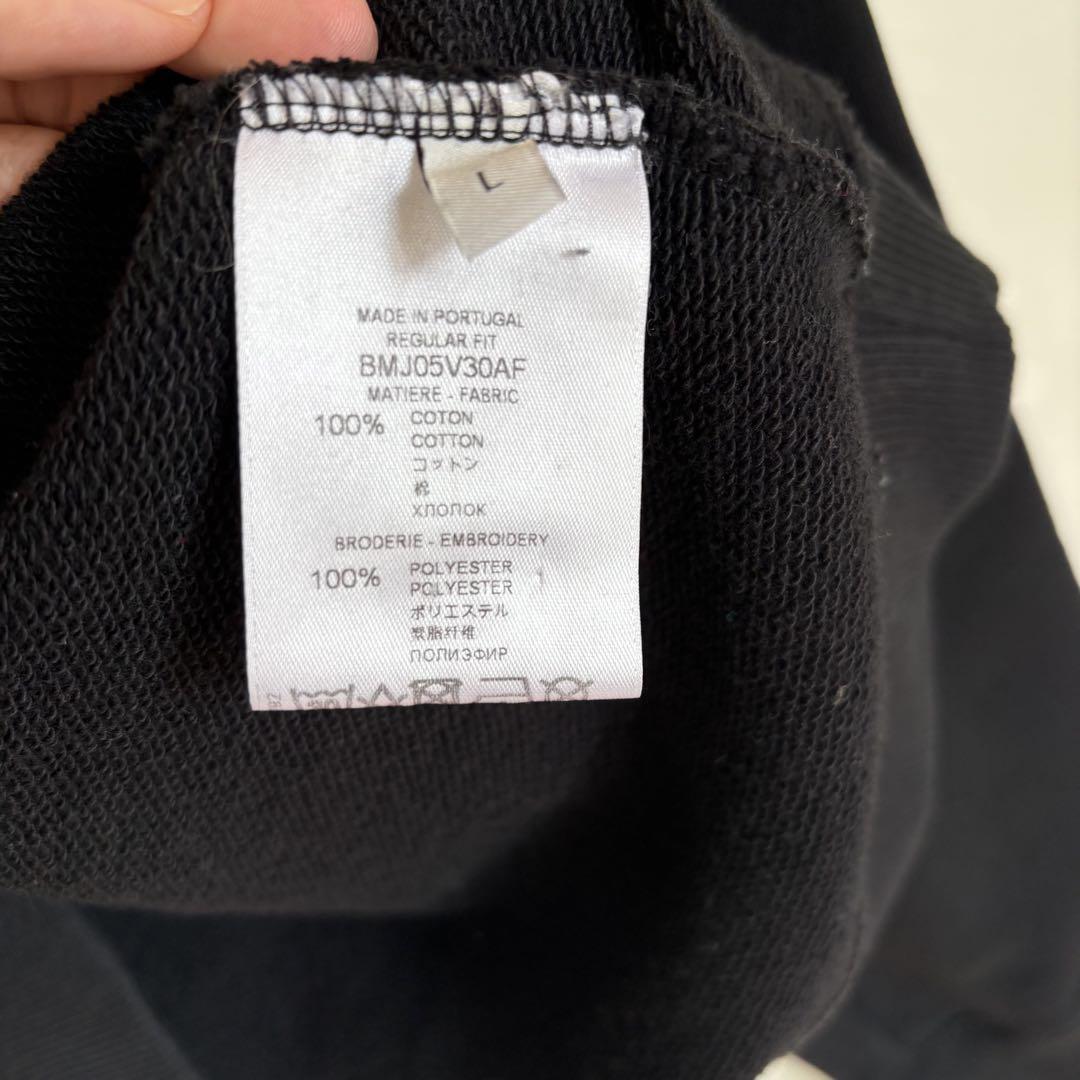 L
MADE IN PORTUGAL
REGULAR FIT
BMJ05V30AF
MATIERE - FABRIC
100% COTON
COTTON
コットン
棉
ХЛОПОК
BRODERIE - EMBROIDERY
100% POLYESTER
POLYESTER 1
ポリエステル
聚脂纤维
ПОЛИЭФИР